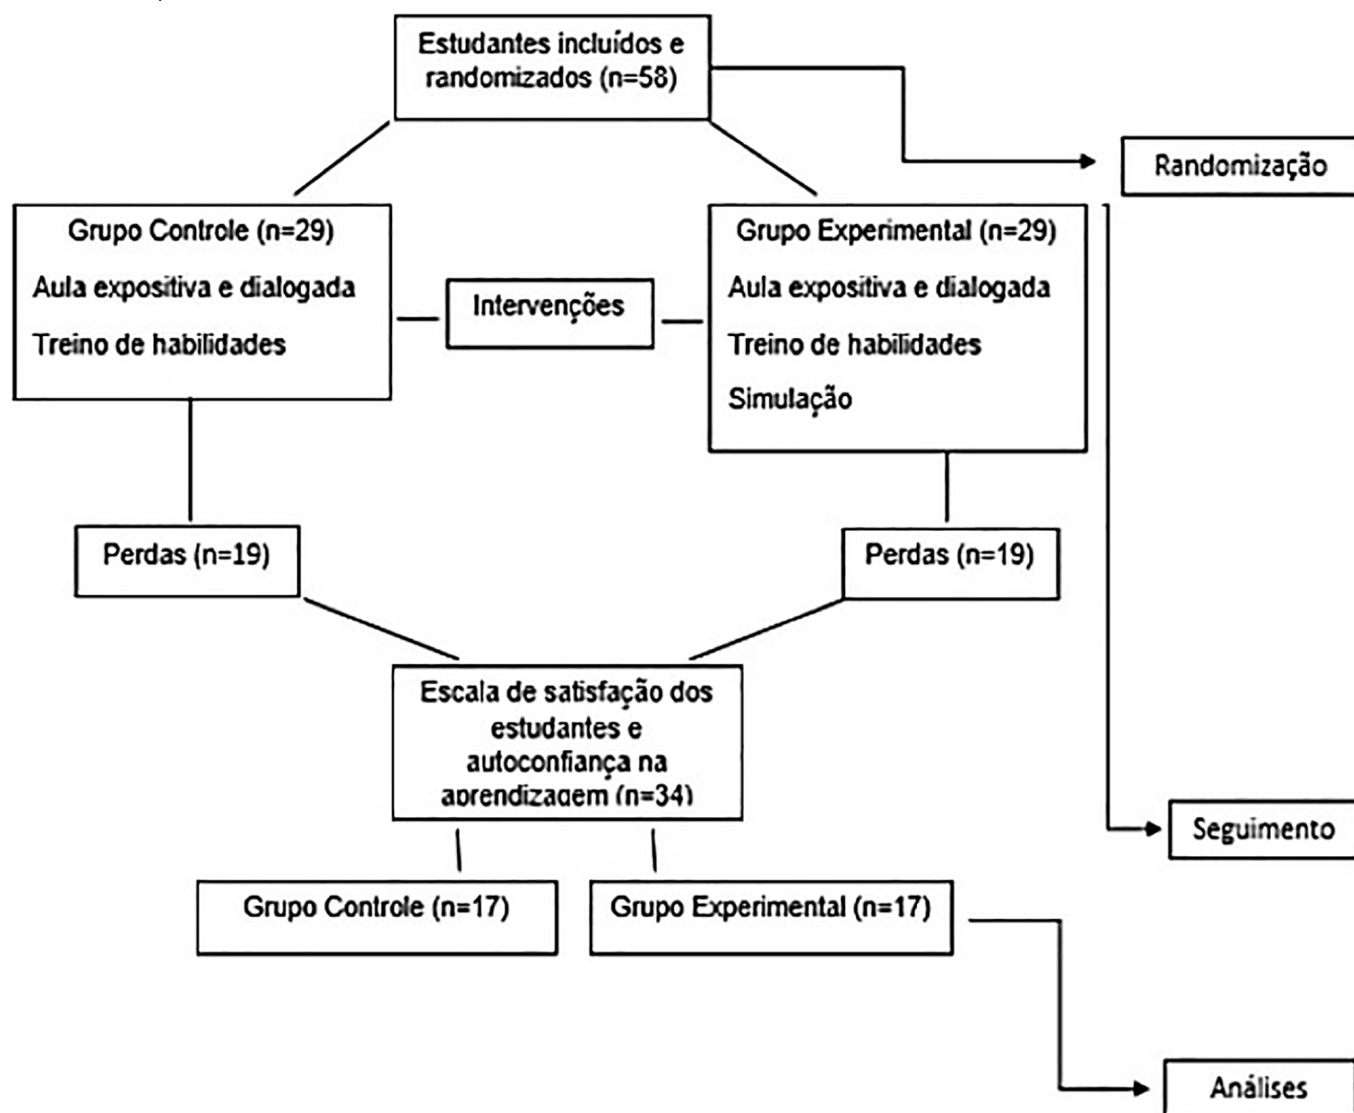 Estudantes incluídos e
randomizados (n=58)
Randomização
Grupo Controle (n=29)
Aula expositiva e dialogada
Treino de habilidades
Intervenções
Grupo Experimental (n=29)
Aula expositiva e dialogada
Treino de habilidades
Simulação
Perdas (n=19)
Perdas (n=19)
Escala de satisfação dos
estudantes e
autoconfiança na
aprendizagem (n=34)
Seguimento
Grupo Controle (n=17)
Grupo Experimental (n=17)
Análises